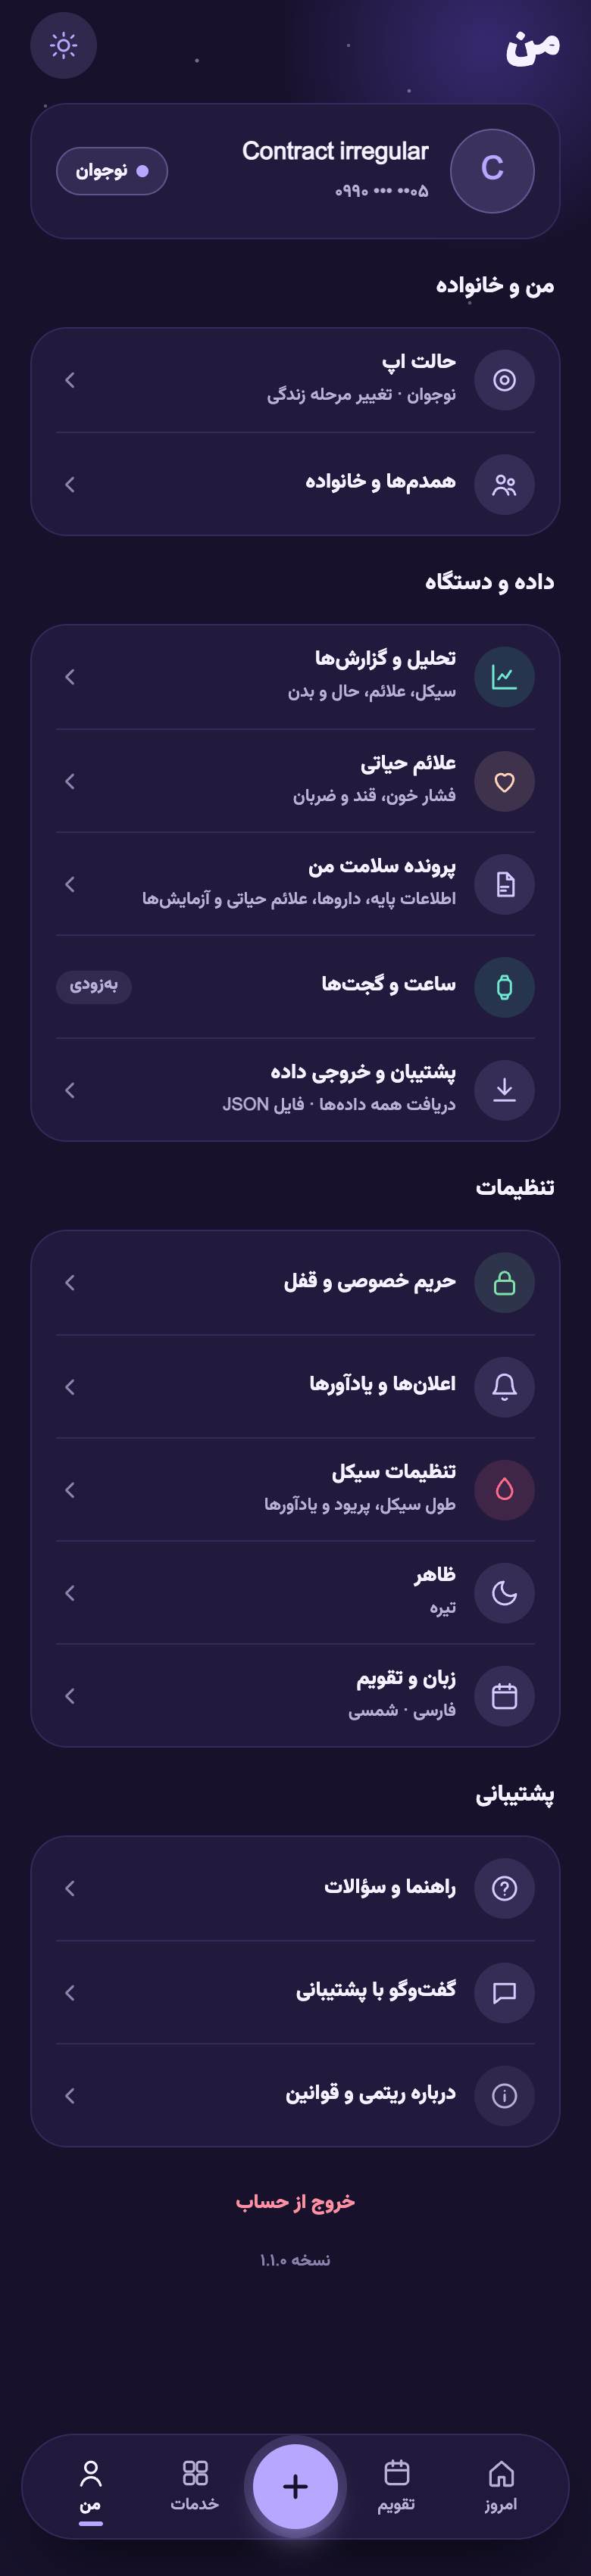 من
C
Contract irregular
۰۹۹۰ ••• ••۰۵
نوجوان
من و خانواده
حالت اپ
نوجوان · تغییر مرحله زندگی
همدم‌ها و خانواده
داده و دستگاه
تحلیل و گزارش‌ها
سیکل، علائم، حال و بدن
علائم حیاتی
فشار خون، قند و ضربان
پرونده سلامت من
اطلاعات پایه، داروها، علائم حیاتی و آزمایش‌ها
ساعت و گجت‌ها
به‌زودی
پشتیبان و خروجی داده
دریافت همه داده‌ها · فایل JSON
تنظیمات
حریم خصوصی و قفل
اعلان‌ها و یادآورها
تنظیمات سیکل
طول سیکل، پریود و یادآورها
ظاهر
تیره
زبان و تقویم
فارسی · شمسی
پشتیبانی
راهنما و سؤالات
گفت‌وگو با پشتیبانی
درباره ریتمی و قوانین
خروج از حساب
نسخه ۱.۱.۰
امروز
تقویم
خدمات
من